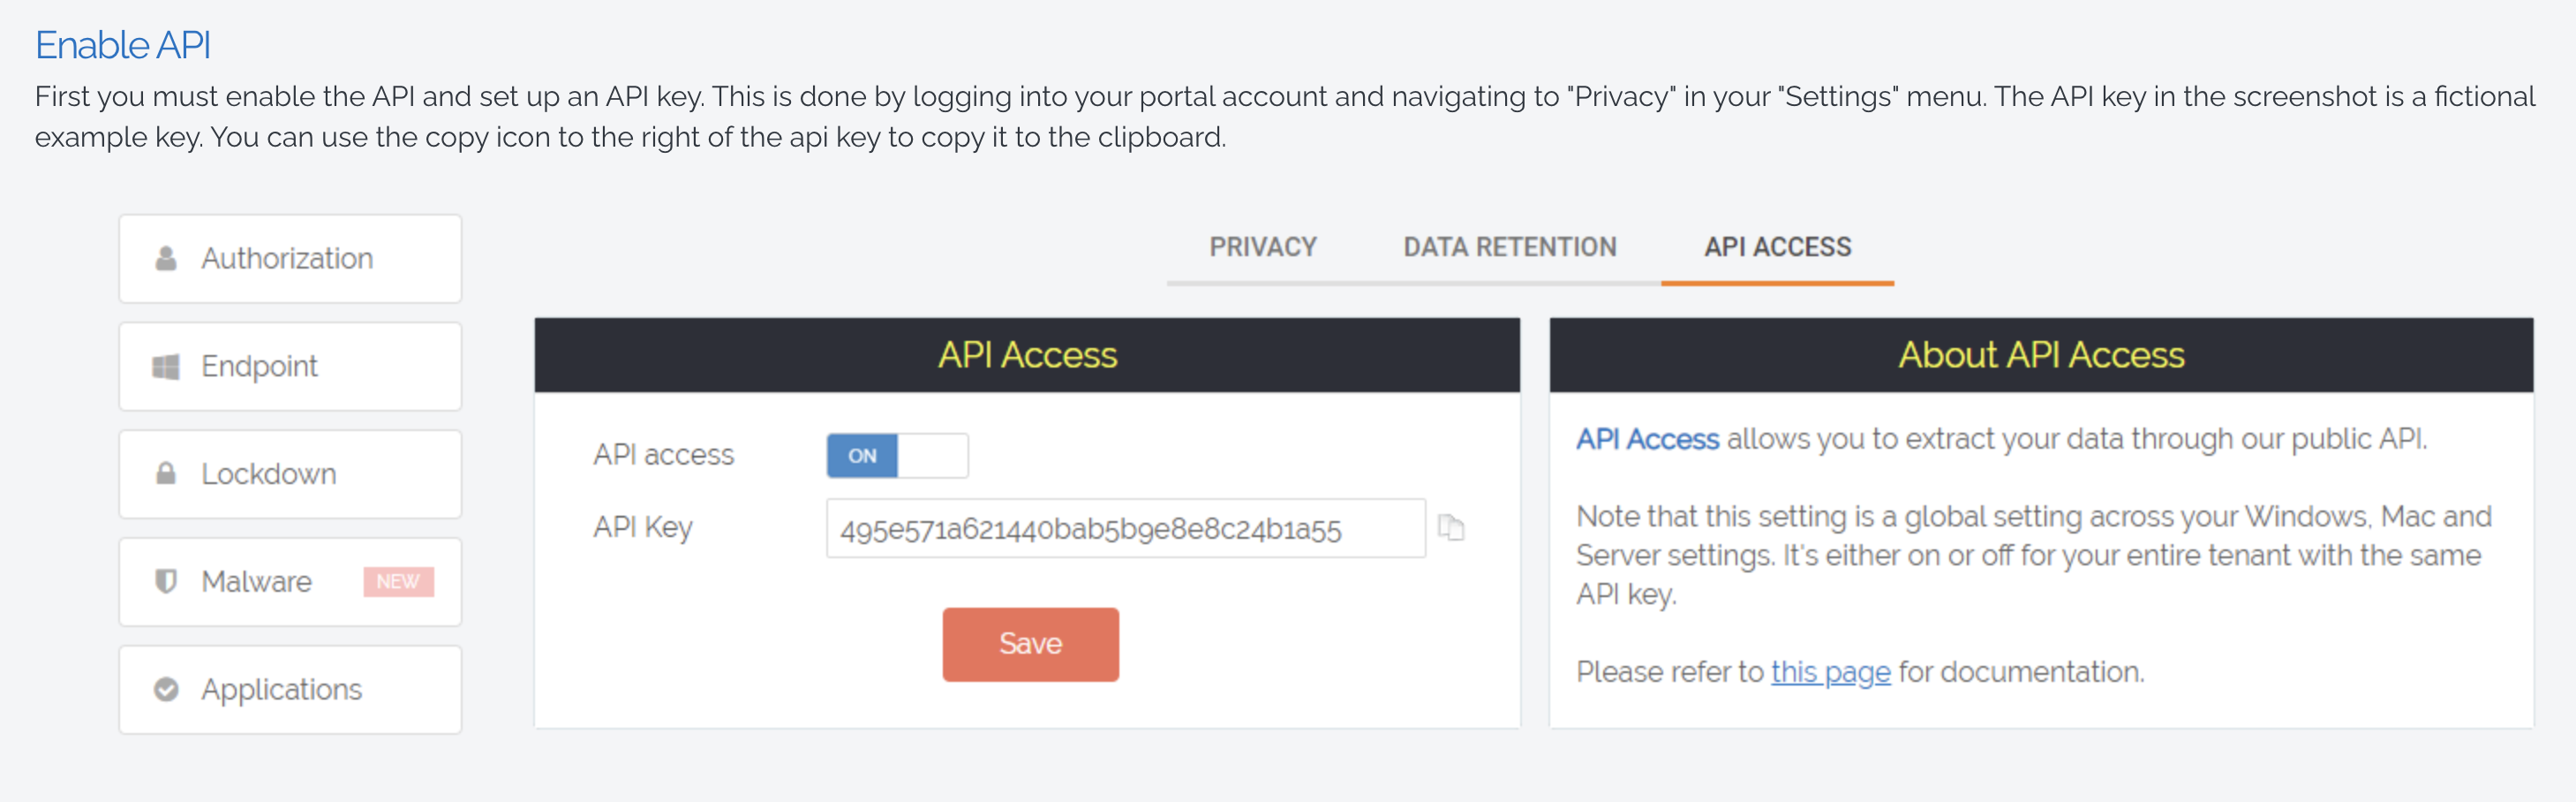 Enable API
First you must enable the API and set up an API key. This is done by logging into your portal account and navigating to "Privacy" in your "Settings" menu. The API key in the screenshot is a fictional
example key. You can use the copy icon to the right of the api key to copy it to the clipboard.
PRIVACY DATA RETENTION API ACCESS
Authorization
Endpoint
Lockdown
Malware NEW
Applications
API Access
API access ON
API Key 495e571a621440bab5b9e8e8c24b1a55
Save
About API Access
API Access allows you to extract your data through our public API.
Note that this setting is a global setting across your Windows, Mac and
Server settings. It's either on or off for your entire tenant with the same
API key.
Please refer to this page for documentation.